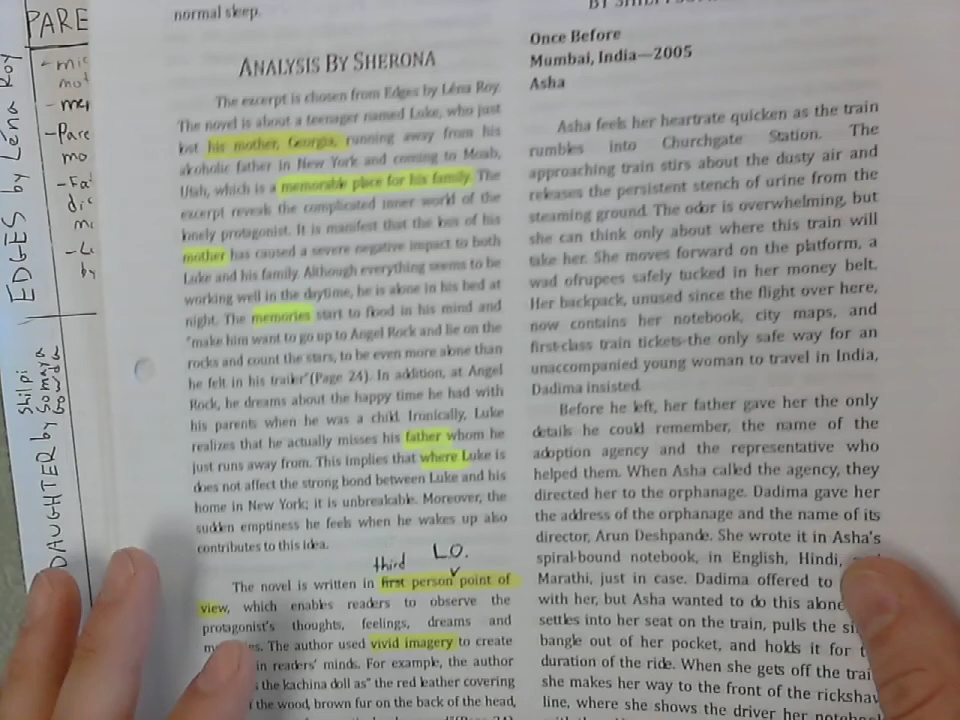 PARE
EDGES by Léna Roy
- mic
mot
- me
- Pare
mo
- Fa
dic
mo
by
DAUGHTER by Somaya
Shilpi
Gowda
normal sleep.
ANALYSIS BY SHERONA
The excerpt is chosen from Edges by Léna Roy.
The novel is about a teenager named Luke, who just
lost his mother, Georgia, running away from his
alcoholic father in New York and coming to Moab,
Utah, which is a memorable place for his family. The
excerpt reveals the complicated inner world of the
lonely protagonist. It is manifest that the loss of his
mother has caused a severe negative impact to both
Luke and his family. Although everything seems to be
working well in the daytime, he is alone in his bed at
night. The memories start to flood in his mind and
"make him want to go up to Angel Rock and lie on the
rocks and count the stars, to be even more alone than
he felt in his trailer"(Page 24). In addition, at Angel
Rock, he dreams about the happy time he had with
his parents when he was a child. Ironically, Luke
realizes that he actually misses his father whom he
just runs away from. This implies that where Luke is
does not affect the strong bond between Luke and his
home in New York; it is unbreakable. Moreover, the
sudden emptiness he feels when he wakes up also
contributes to this idea.
third L.O.
The novel is written in first person point of
view, which enables readers to observe the
protagonist's thoughts, feelings, dreams and
es. The author used vivid imagery to create
in readers' minds. For example, the author
the kachina doll as" the red leather covering
the wood, brown fur on the back of the head,
Once Before
Mumbai, India—2005
Asha
Asha feels her heartrate quicken as the train
rumbles into Churchgate Station. The
approaching train stirs about the dusty air and
releases the persistent stench of urine from the
steaming ground. The odor is overwhelming, but
she can think only about where this train will
take her. She moves forward on the platform, a
wad ofrupees safely tucked in her money belt.
Her backpack, unused since the flight over here,
now contains her notebook, city maps, and
first-class train tickets-the only safe way for an
unaccompanied young woman to travel in India,
Dadima insisted.
Before he left, her father gave her the only
details he could remember, the name of the
adoption agency and the representative who
helped them. When Asha called the agency, they
directed her to the orphanage. Dadima gave her
the address of the orphanage and the name of its
director, Arun Deshpande. She wrote it in Asha's
spiral-bound notebook, in English, Hindi,
Marathi, just in case. Dadima offered to
with her, but Asha wanted to do this alone
settles into her seat on the train, pulls the si
bangle out of her pocket, and holds it for t
duration of the ride. When she gets off the trai
she makes her way to the front of the ricksha
line, where she shows the driver her noteb